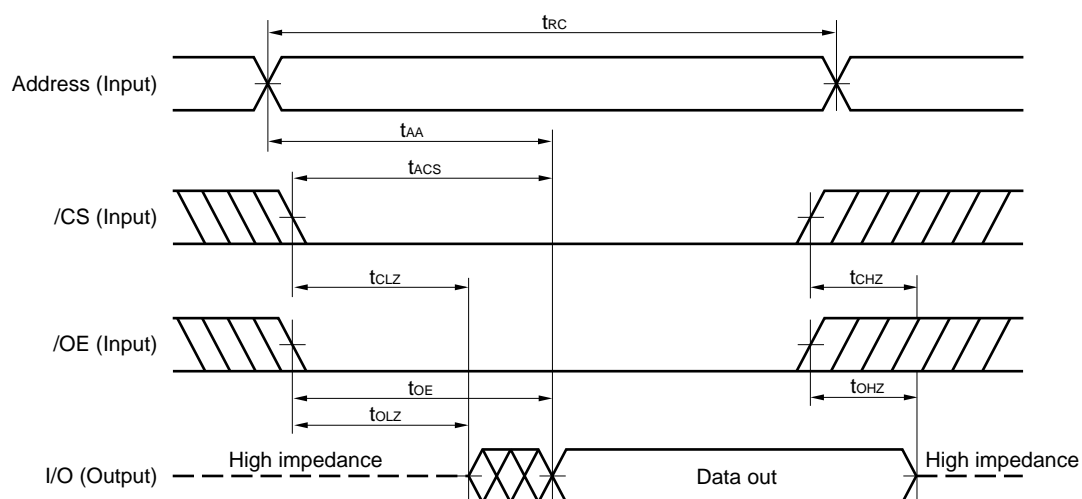 tRC
Address (Input)
tAA
tACS
/CS (Input)
tCLZ
tCHZ
/OE (Input)
tOE
tOHZ
tOLZ
High impedance
High impedance
I/O (Output)
Data out